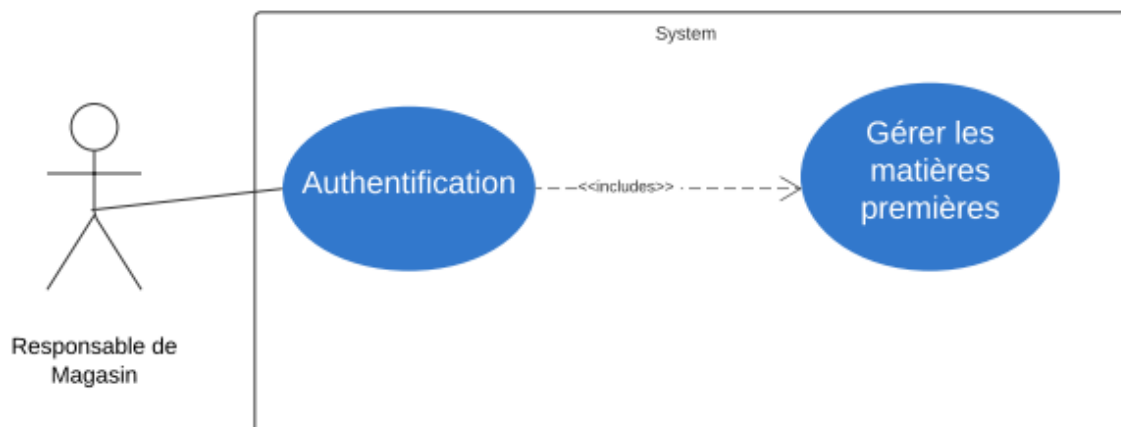 System
Authentification
<<includes>>
Gérer les
matières
premières
Responsable de
Magasin